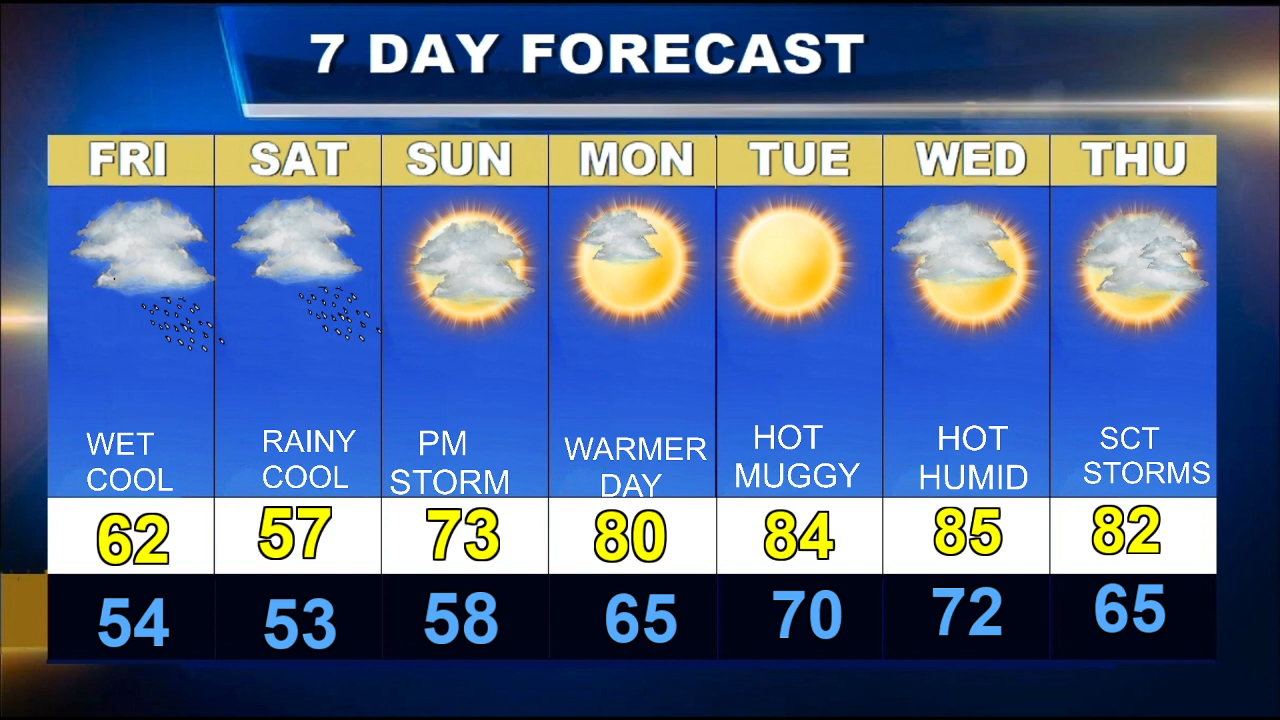 7 DAY FORECAST
FRI SAT SUN MON TUE WED THU
WET COOL
RAINY COOL
PM STORM
WARMER DAY
HOT MUGGY
HOT HUMID
SCT STORMS
62 57 73 80 84 85 82
54 53 58 65 70 72 65